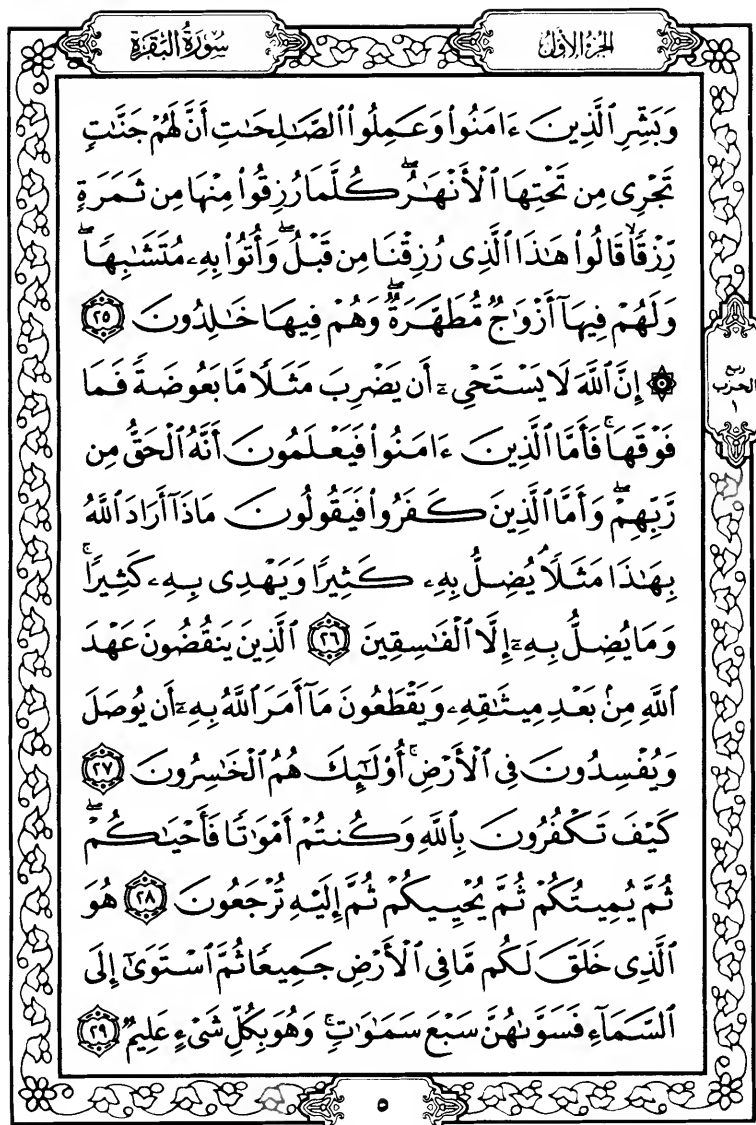 سُورَةُ البَقَرَةِ
الجُزْءُ الأَوَّلُ
وَبَشِّرِ ٱلَّذِينَ ءَامَنُوا۟ وَعَمِلُوا۟ ٱلصَّـٰلِحَـٰتِ أَنَّ لَهُمْ جَنَّـٰتٍ
تَجْرِى مِن تَحْتِهَا ٱلْأَنْهَـٰرُ ۖ كُلَّمَا رُزِقُوا۟ مِنْهَا مِن ثَمَرَةٍ
رِّزْقًا ۙ قَالُوا۟ هَـٰذَا ٱلَّذِى رُزِقْنَا مِن قَبْلُ ۖ وَأُتُوا۟ بِهِۦ مُتَشَـٰبِهًا ۖ
وَلَهُمْ فِيهَآ أَزْوَٰجٌ مُّطَهَّرَةٌ ۖ وَهُمْ فِيهَا خَـٰلِدُونَ ٢٥
۞ إِنَّ ٱللَّهَ لَا يَسْتَحْىِۦٓ أَن يَضْرِبَ مَثَلًا مَّا بَعُوضَةً فَمَا
فَوْقَهَا ۚ فَأَمَّا ٱلَّذِينَ ءَامَنُوا۟ فَيَعْلَمُونَ أَنَّهُ ٱلْحَقُّ مِن
رَّبِّهِمْ ۖ وَأَمَّا ٱلَّذِينَ كَفَرُوا۟ فَيَقُولُونَ مَاذَآ أَرَادَ ٱللَّهُ
بِهَـٰذَا مَثَلًا ۘ يُضِلُّ بِهِۦ كَثِيرًا وَيَهْدِى بِهِۦ كَثِيرًا ۚ
وَمَا يُضِلُّ بِهِۦٓ إِلَّا ٱلْفَـٰسِقِينَ ٢٦ ٱلَّذِينَ يَنقُضُونَ عَهْدَ
ٱللَّهِ مِنۢ بَعْدِ مِيثَـٰقِهِۦ وَيَقْطَعُونَ مَآ أَمَرَ ٱللَّهُ بِهِۦٓ أَن يُوصَلَ
وَيُفْسِدُونَ فِى ٱلْأَرْضِ ۚ أُو۟لَـٰٓئِكَ هُمُ ٱلْخَـٰسِرُونَ ٢٧
كَيْفَ تَكْفُرُونَ بِٱللَّهِ وَكُنتُمْ أَمْوَٰتًا فَأَحْيَـٰكُمْ ۖ
ثُمَّ يُمِيتُكُمْ ثُمَّ يُحْيِيكُمْ ثُمَّ إِلَيْهِ تُرْجَعُونَ ٢٨ هُوَ
ٱلَّذِى خَلَقَ لَكُم مَّا فِى ٱلْأَرْضِ جَمِيعًا ثُمَّ ٱسْتَوَىٰٓ إِلَى
ٱلسَّمَآءِ فَسَوَّىٰهُنَّ سَبْعَ سَمَـٰوَٰتٍ ۚ وَهُوَ بِكُلِّ شَىْءٍ عَلِيمٌ ٢٩
ربع
الحزب
١
٥